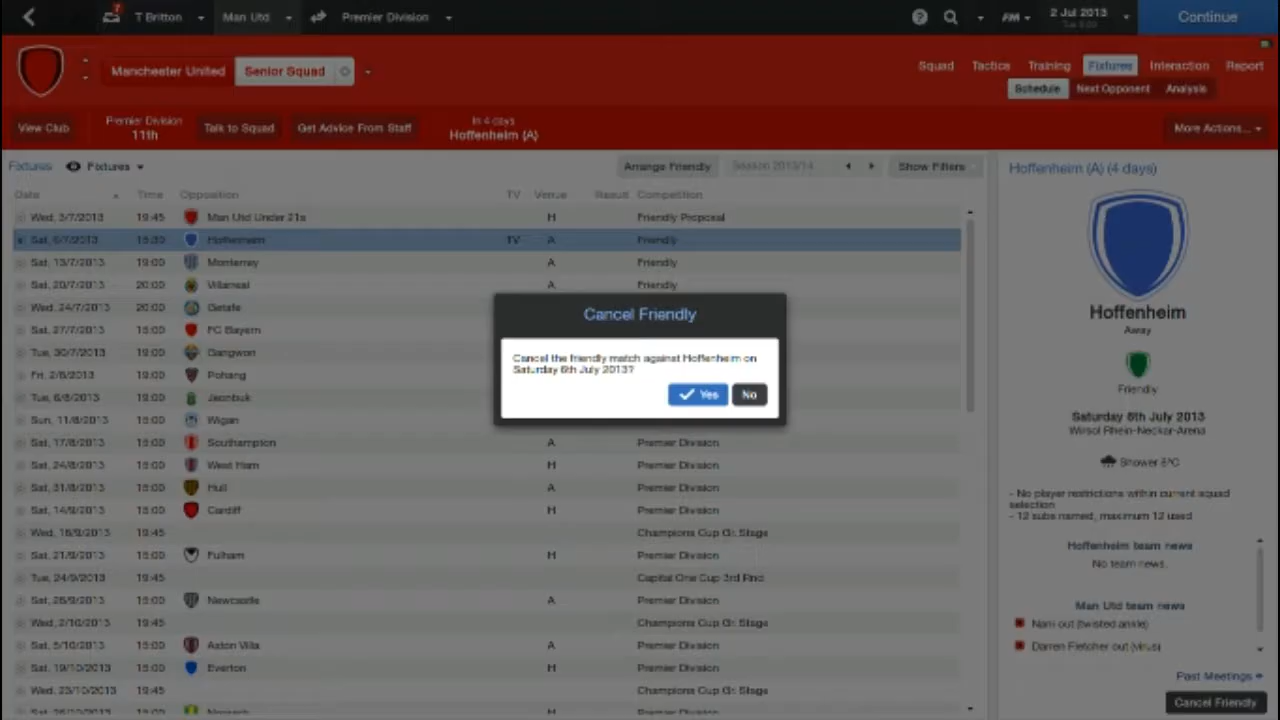 7 T Britton Man Utd Premier Division FM 2 Jul 2013 Continue
Manchester United Senior Squad
Squad Tactics Training Fixtures Interaction Report
Schedule Next Opponent Analysis
View Club Premier Division 11th Talk to Squad Get Advice From Staff In 4 days Hoffenheim (A) More Actions...
Fixtures Fixtures Arrange Friendly Season 2013/14 Show Filters
Date Time Opposition TV Venue Result Competition
Wed, 3/7/2013 19:45 Man Utd Under 21s H Friendly Proposal
Sat, 6/7/2013 Hoffenheim TV A Friendly
Sat, 13/7/2013 19:00 Monterrey A Friendly
Sat, 20/7/2013 20:00 Villarreal A Friendly
Wed, 24/7/2013 20:00 Getafe
Sat, 27/7/2013 15:00 FC Bayern
Tue, 30/7/2013 19:00 Gangwon
Fri, 2/8/2013 19:00 Pohang
Tue, 6/8/2013 19:00 Jeonbuk
Sun, 11/8/2013 15:00 Wigan
Sat, 17/8/2013 15:00 Southampton A Premier Division
Sat, 24/8/2013 15:00 West Ham H Premier Division
Sat, 31/8/2013 15:00 Hull A Premier Division
Sat, 14/9/2013 15:00 Cardiff H Premier Division
Wed, 18/9/2013 19:45 Champions Cup Gr. Stage
Sat, 21/9/2013 15:00 Fulham H Premier Division
Tue, 24/9/2013 19:45 Capital One Cup 3rd Rnd
Sat, 28/9/2013 15:00 Newcastle A Premier Division
Wed, 2/10/2013 19:45 Champions Cup Gr. Stage
Sat, 5/10/2013 15:00 Aston Villa A Premier Division
Sat, 19/10/2013 15:00 Everton H Premier Division
Wed, 23/10/2013 19:45 Champions Cup Gr. Stage
Sat, 26/10/2013 15:00 Norwich H Premier Division
Cancel Friendly
Cancel the friendly match against Hoffenheim on
Saturday 6th July 2013?
Yes No
Hoffenheim (A) (4 days)
Hoffenheim
Away
Friendly
Saturday 6th July 2013
Wirsol Rhein-Neckar-Arena
Shower
- No player restrictions within current squad
selection
- 12 subs named, maximum 12 used
Hoffenheim team news
No team news.
Man Utd team news
Nani out (twisted ankle)
Darren Fletcher out (virus)
Past Meetings
Cancel Friendly